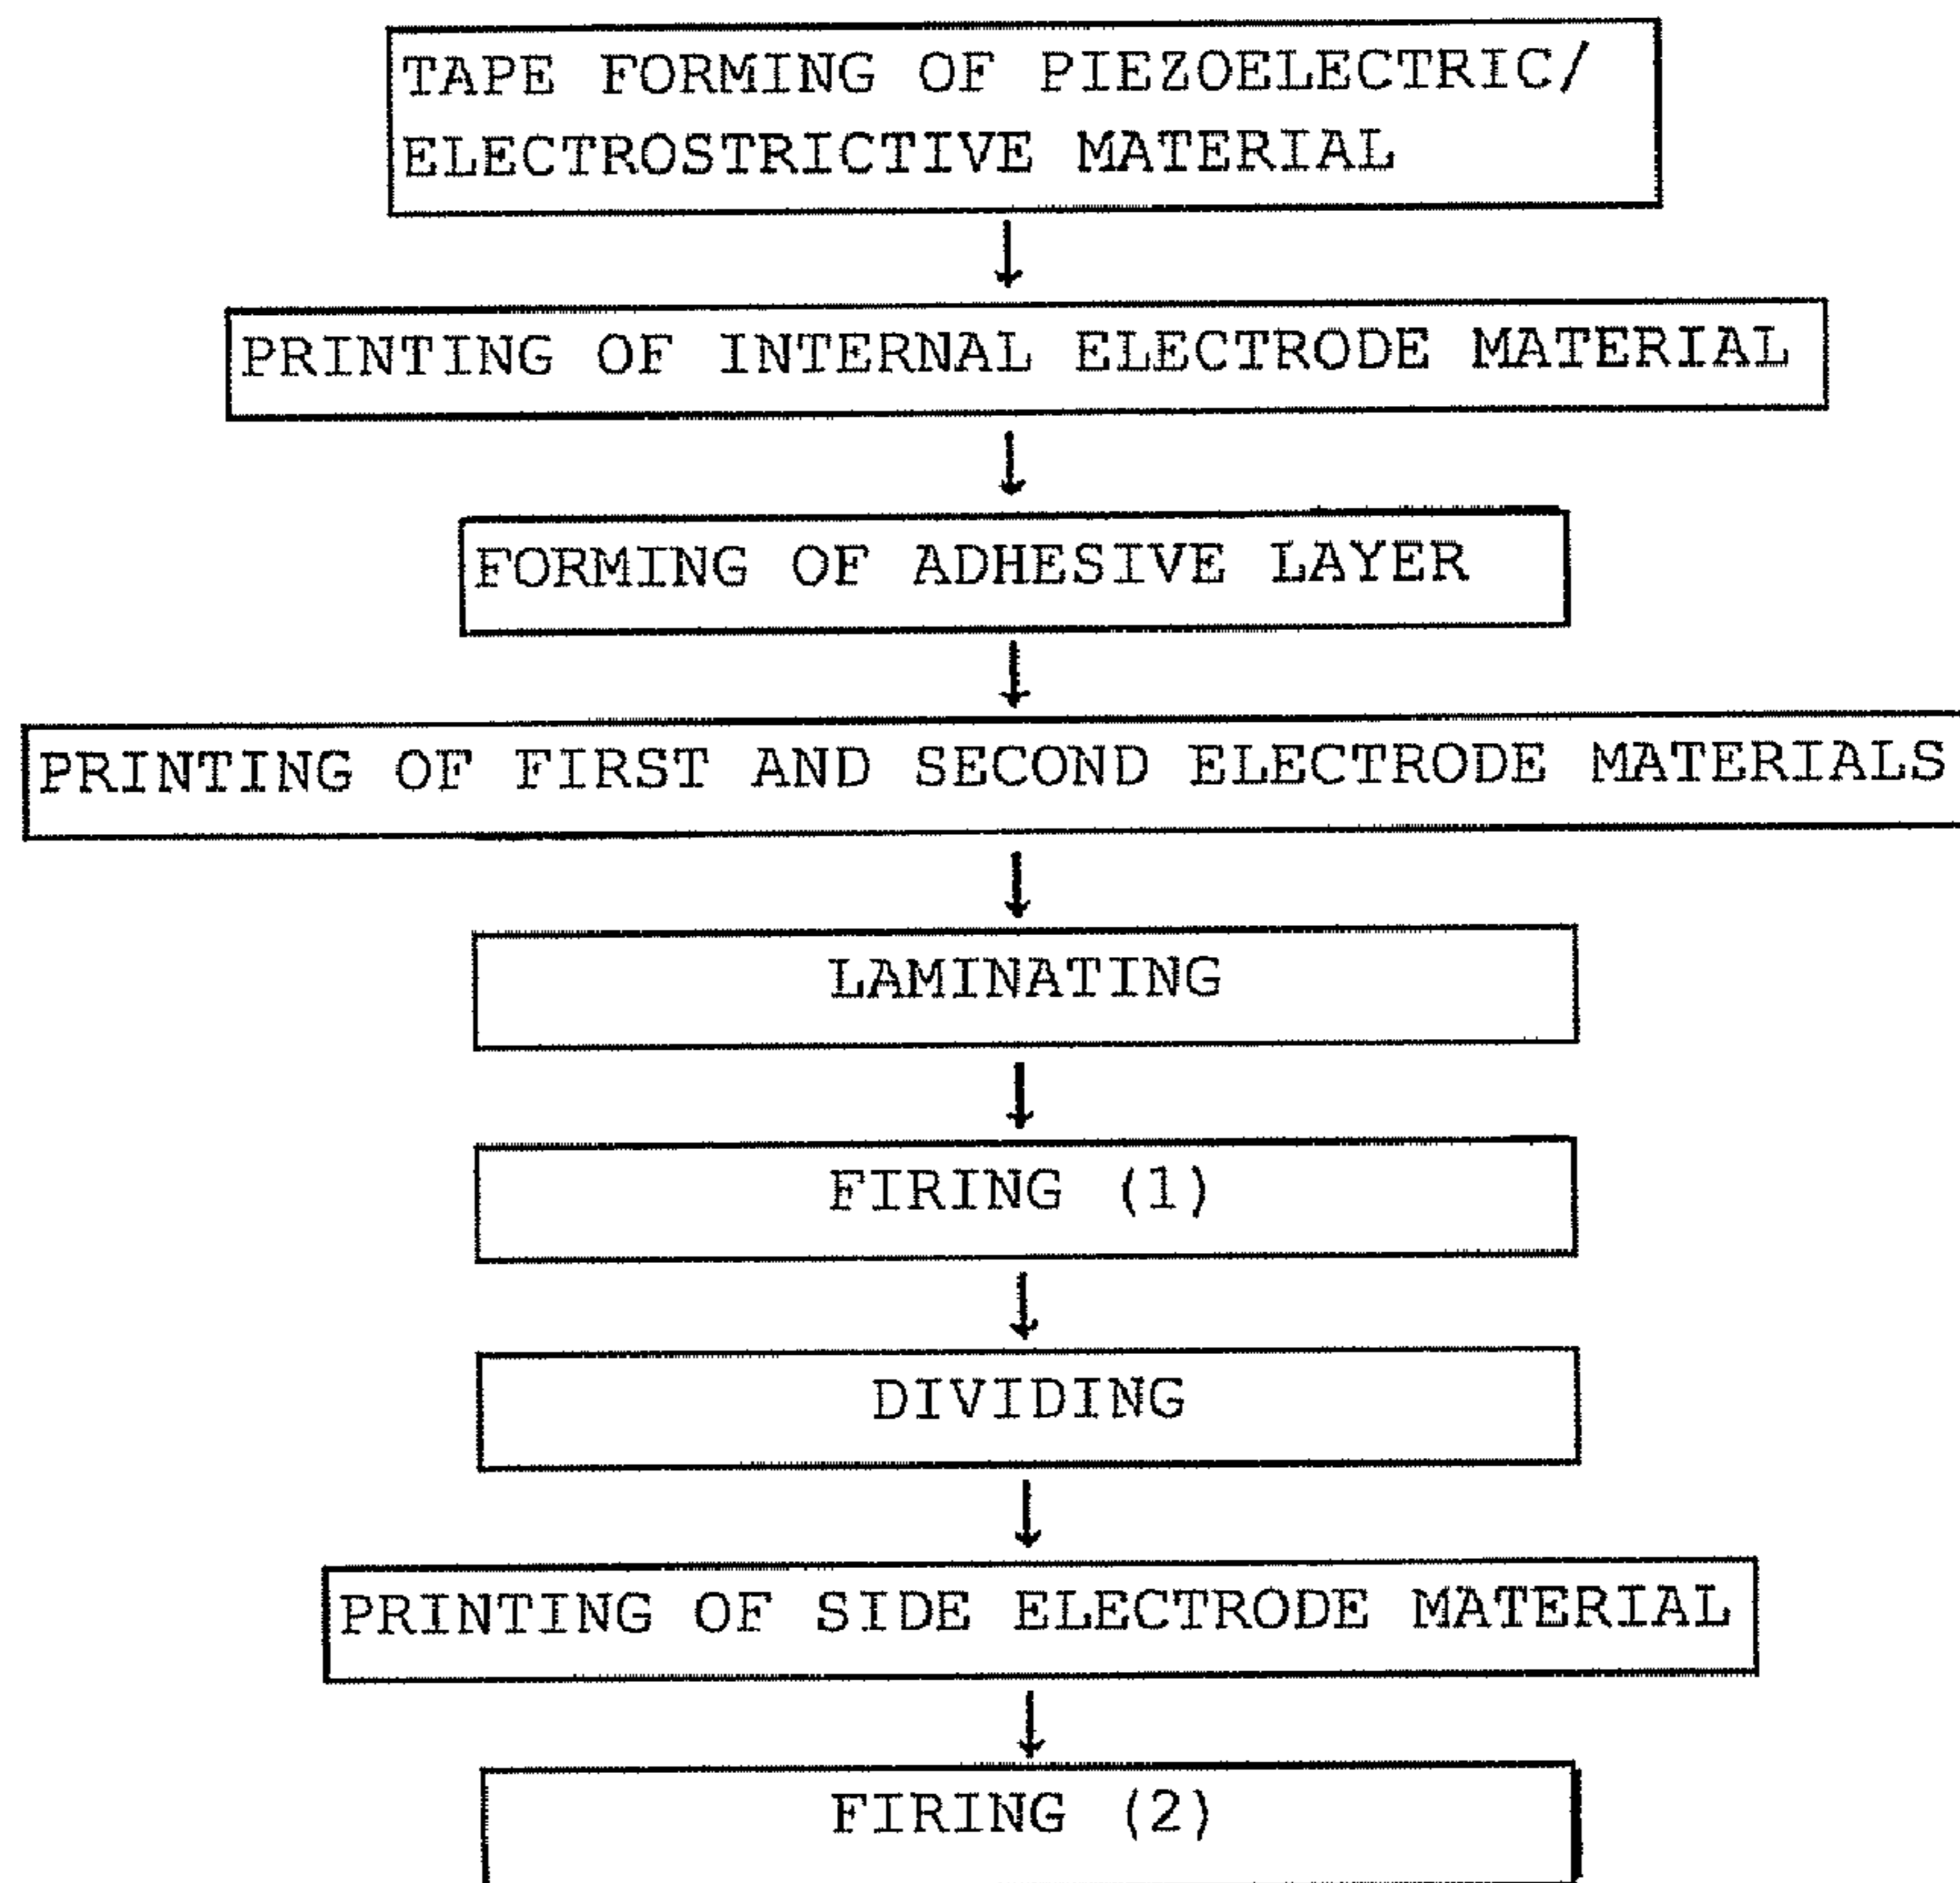 TAPE FORMING OF PIEZOELECTRIC/
ELECTROSTRICTIVE MATERIAL
PRINTING OF INTERNAL ELECTRODE MATERIAL
FORMING OF ADHESIVE LAYER
PRINTING OF FIRST AND SECOND ELECTRODE MATERIALS
LAMINATING
FIRING (1)
DIVIDING
PRINTING OF SIDE ELECTRODE MATERIAL
FIRING (2)